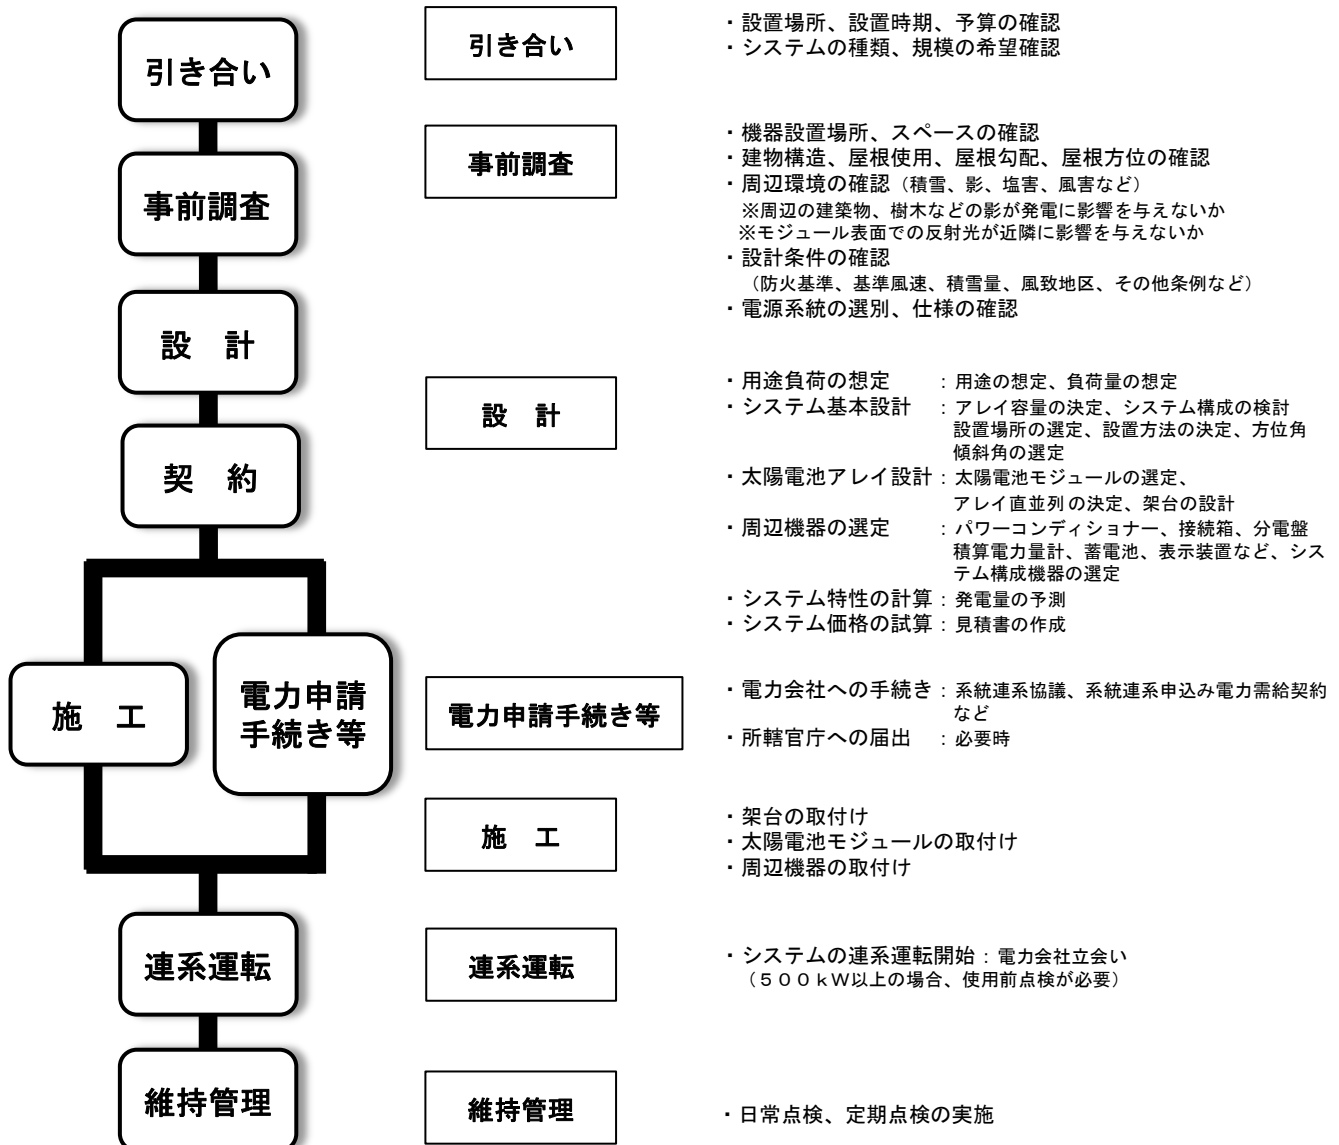 引き合い
事前調査
設　計
契　約
施　工
電力申請
手続き等
連系運転
維持管理
引き合い
・設置場所、設置時期、予算の確認
・システムの種類、規模の希望確認
事前調査
・機器設置場所、スペースの確認
・建物構造、屋根使用、屋根勾配、屋根方位の確認
・周辺環境の確認（積雪、影、塩害、風害など）
※周辺の建築物、樹木などの影が発電に影響を与えないか
※モジュール表面での反射光が近隣に影響を与えないか
・設計条件の確認
（防火基準、基準風速、積雪量、風致地区、その他条例など）
・電源系統の選別、仕様の確認
設　計
・用途負荷の想定　　：用途の想定、負荷量の想定
・システム基本設計　：アレイ容量の決定、システム構成の検討
設置場所の選定、設置方法の決定、方位角
傾斜角の選定
・太陽電池アレイ設計：太陽電池モジュールの選定、
アレイ直並列の決定、架台の設計
・周辺機器の選定　　：パワーコンディショナー、接続箱、分電盤
積算電力量計、蓄電池、表示装置など、シス
テム構成機器の選定
・システム特性の計算：発電量の予測
・システム価格の試算：見積書の作成
電力申請手続き等
・電力会社への手続き：系統連系協議、系統連系申込み電力需給契約
など
・所轄官庁への届出　：必要時
施　工
・架台の取付け
・太陽電池モジュールの取付け
・周辺機器の取付け
連系運転
・システムの連系運転開始：電力会社立会い
（５００ｋＷ以上の場合、使用前点検が必要）
維持管理
・日常点検、定期点検の実施